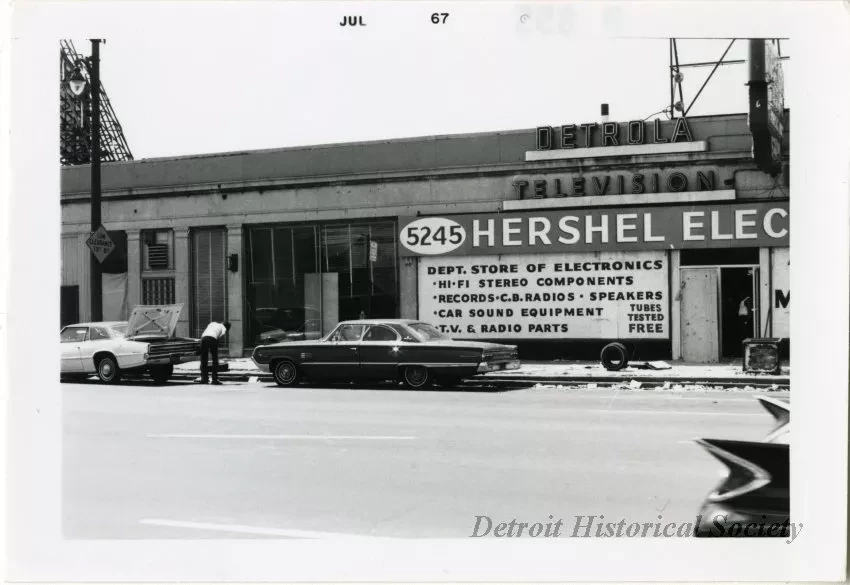 JUL 67
DETROLA
TELEVISION
5245 HERSHEL ELEC
DEPT. STORE OF ELECTRONICS
•HI-FI STEREO COMPONENTS
•RECORDS•C.B.RADIOS • SPEAKERS
•CAR SOUND EQUIPMENT
•T.V. & RADIO PARTS
TUBES
TESTED
FREE
M
CLEARANCE
Detroit Historical Society